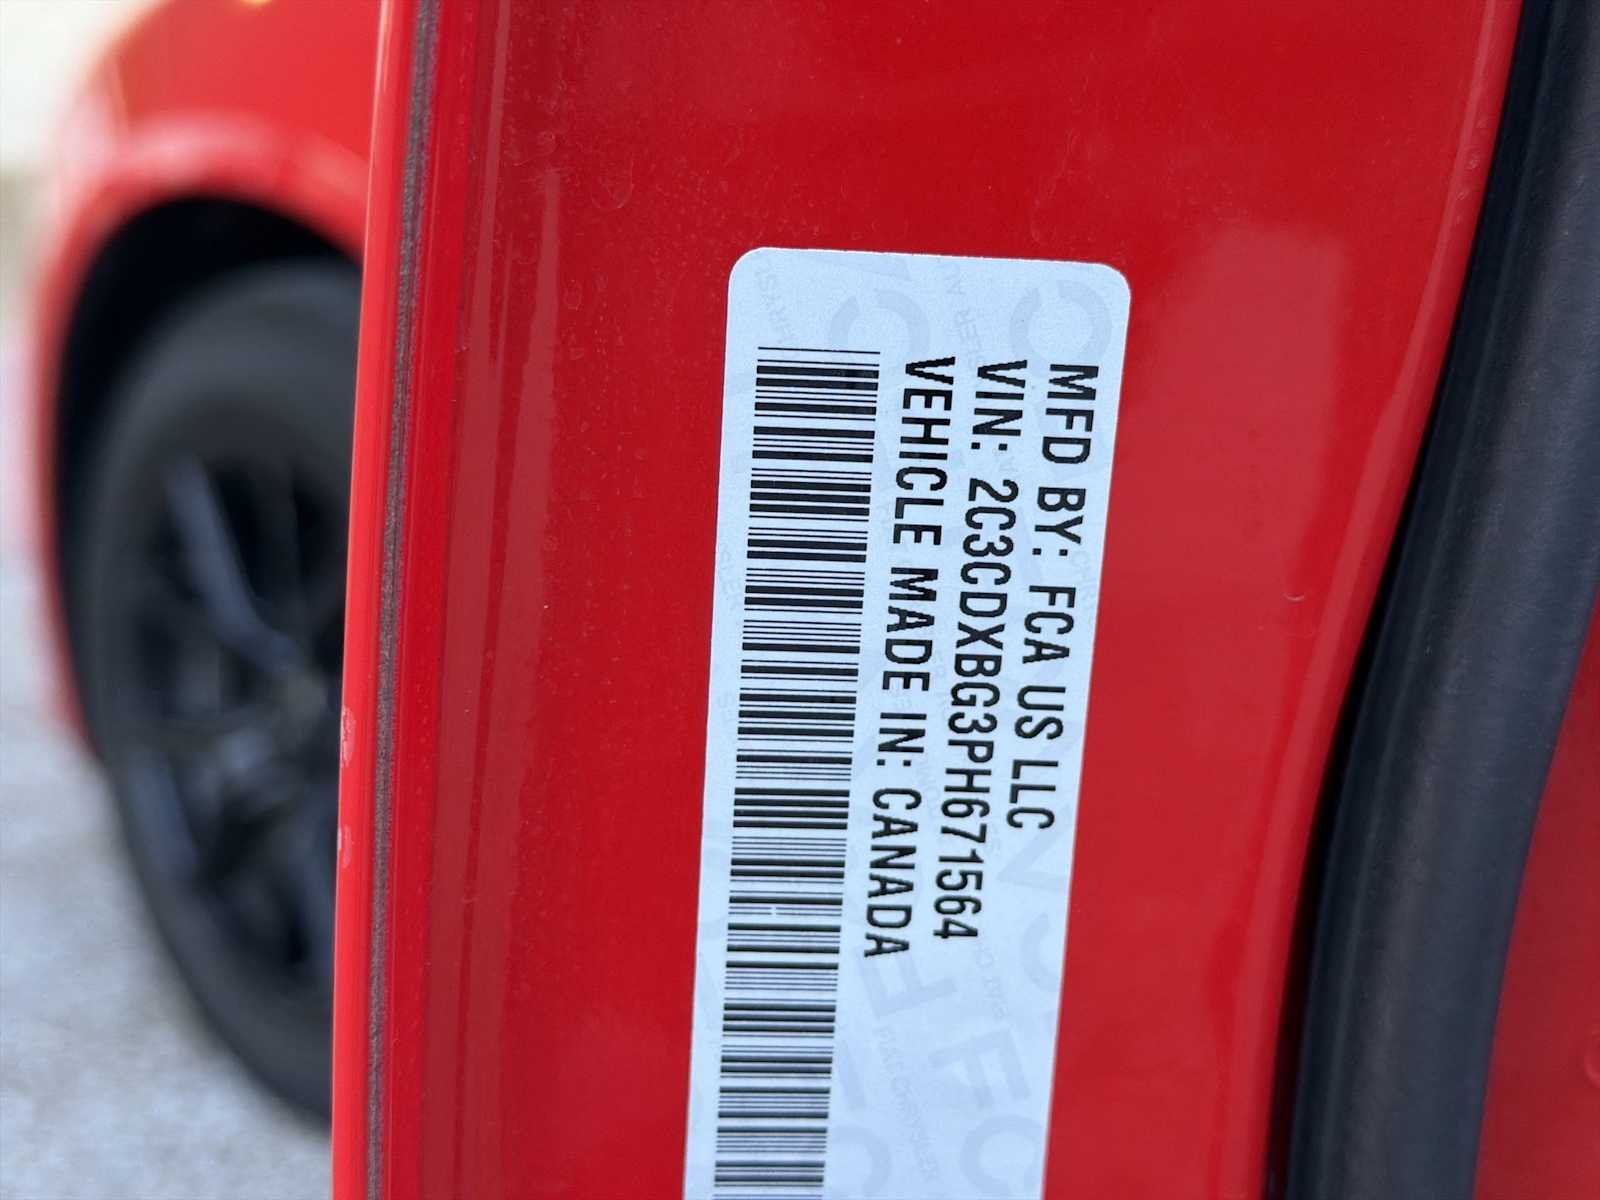 MFD BY: FCA US LLC
VIN: 2C3CDXBG3PH671564
VEHICLE MADE IN: CANADA